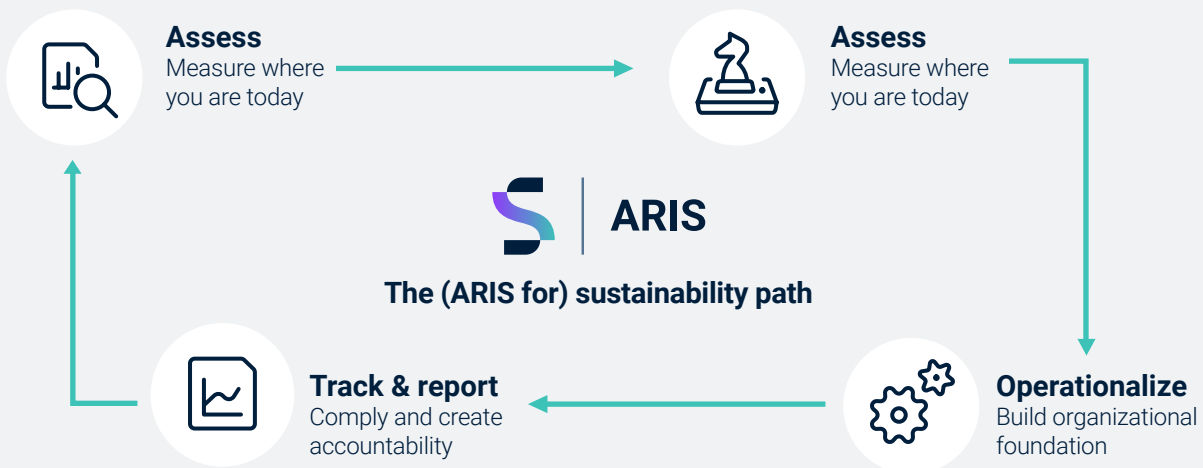 Assess
Measure where
you are today
Assess
Measure where
you are today
ARIS
The (ARIS for) sustainability path
Track & report
Comply and create
accountability
Operationalize
Build organizational
foundation